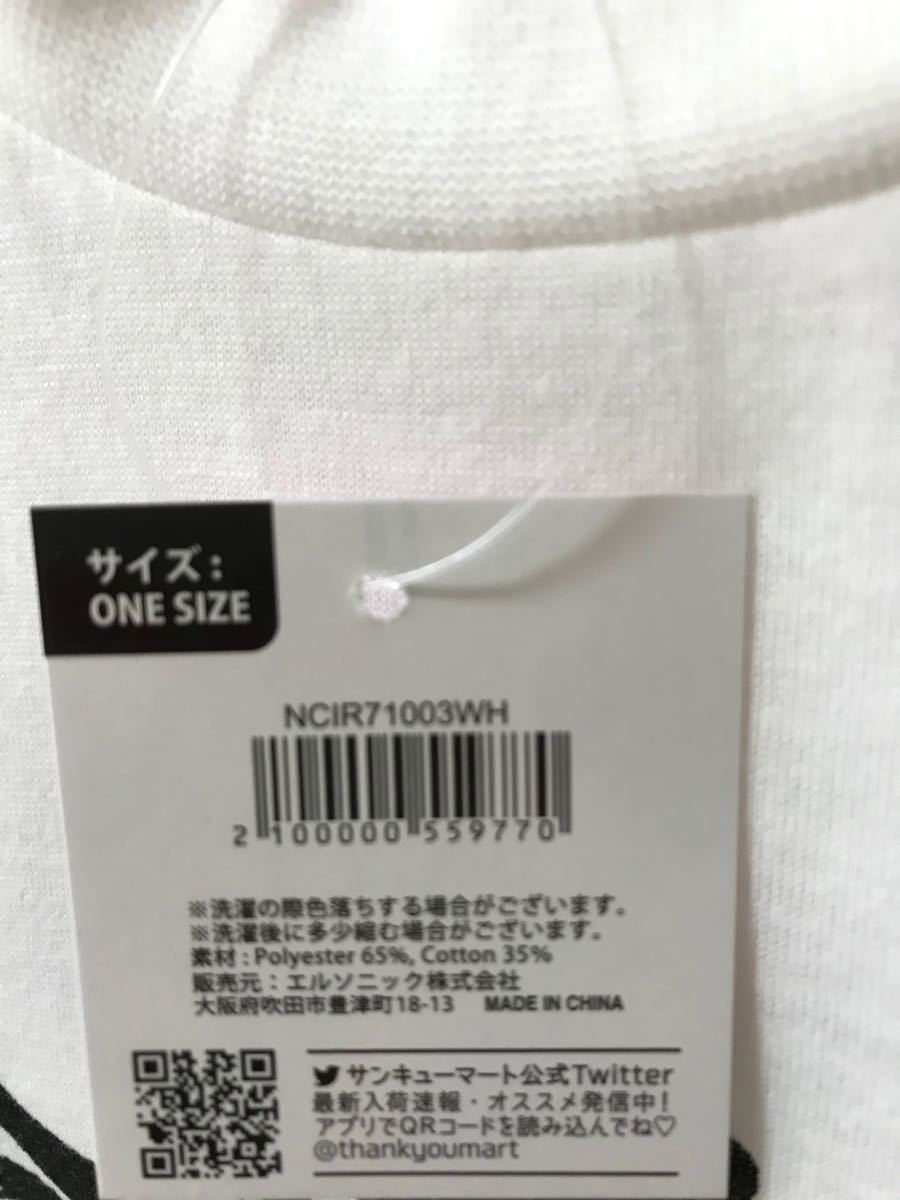 サイズ:
ONE SIZE
NCIR71003WH
2 100000 559770
※洗濯の際色落ちする場合がございます。
※洗濯後に多少縮む場合がございます。
素材 : Polyester 65%, Cotton 35%
販売元:エルソニック株式会社
大阪府吹田市豊津町18-13 MADE IN CHINA
サンキューマート公式Twitter
最新入荷速報・オススメ発信中!
アプリでQRコードを読み込んでね♡
@thankyoumart